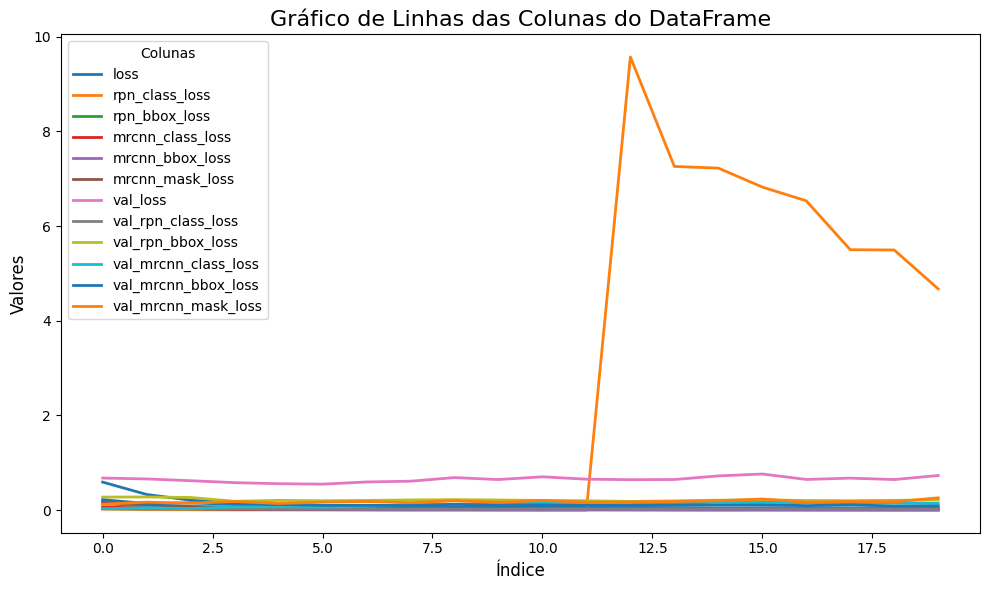 Gráfico de Linhas das Colunas do DataFrame
10
8
6
4
2
0
Valores
Colunas
loss
rpn_class_loss
rpn_bbox_loss
mrcnn_class_loss
mrcnn_bbox_loss
mrcnn_mask_loss
val_loss
val_rpn_class_loss
val_rpn_bbox_loss
val_mrcnn_class_loss
val_mrcnn_bbox_loss
val_mrcnn_mask_loss
0.0 2.5 5.0 7.5 10.0 12.5 15.0 17.5
Índice